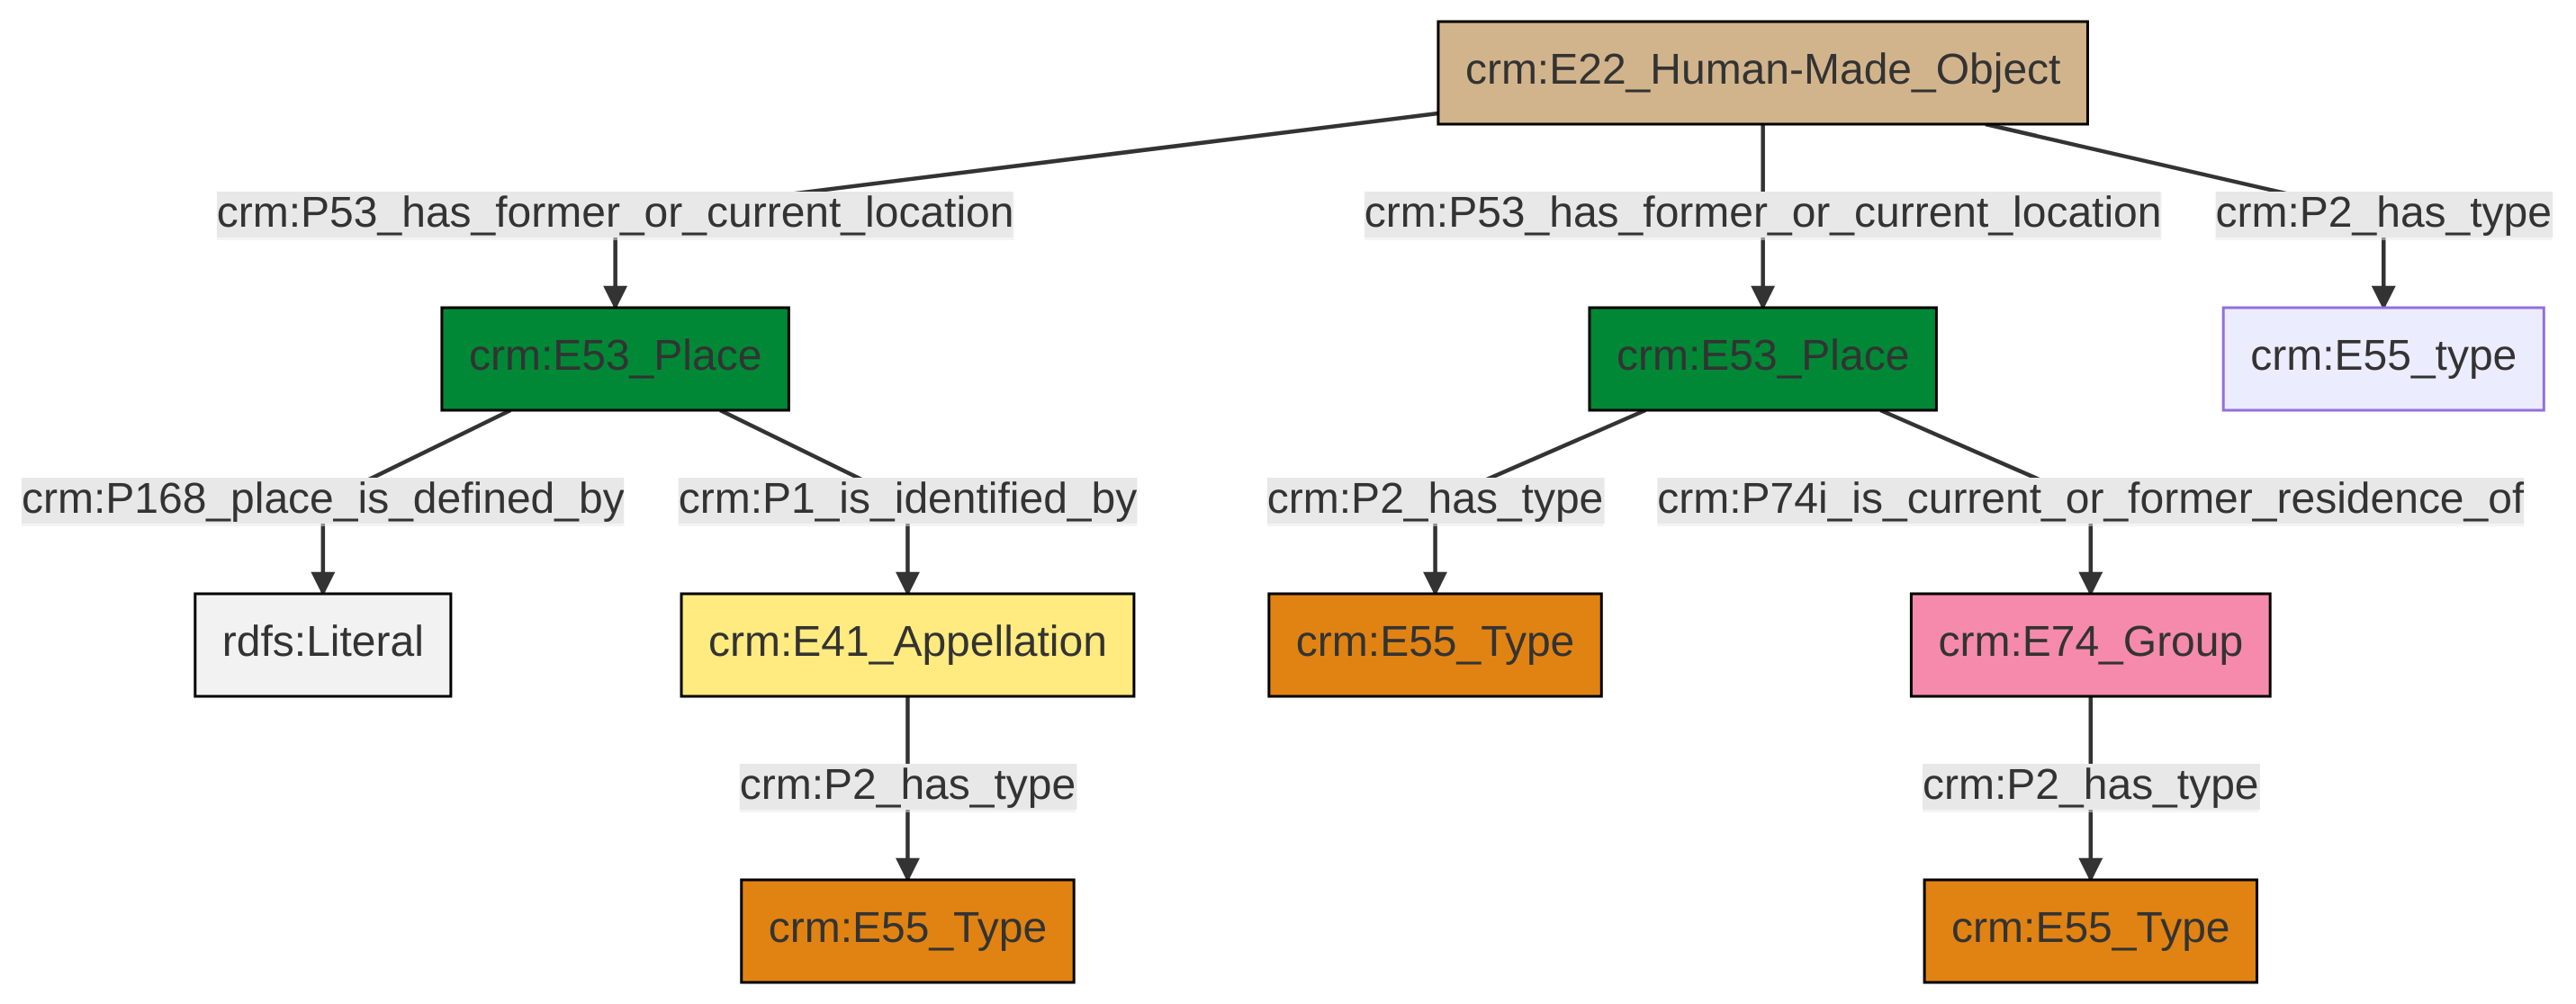 crm:E22_Human-Made_Object
crm:P53_has_former_or_current_location
crm:P53_has_former_or_current_location
crm:P2_has_type
crm:E53_Place
crm:E53_Place
crm:E55_type
crm:P168_place_is_defined_by
crm:P1_is_identified_by
crm:P2_has_type
crm:P74i_is_current_or_former_residence_of
rdfs:Literal
crm:E41_Appellation
crm:E55_Type
crm:E74_Group
crm:P2_has_type
crm:P2_has_type
crm:E55_Type
crm:E55_Type